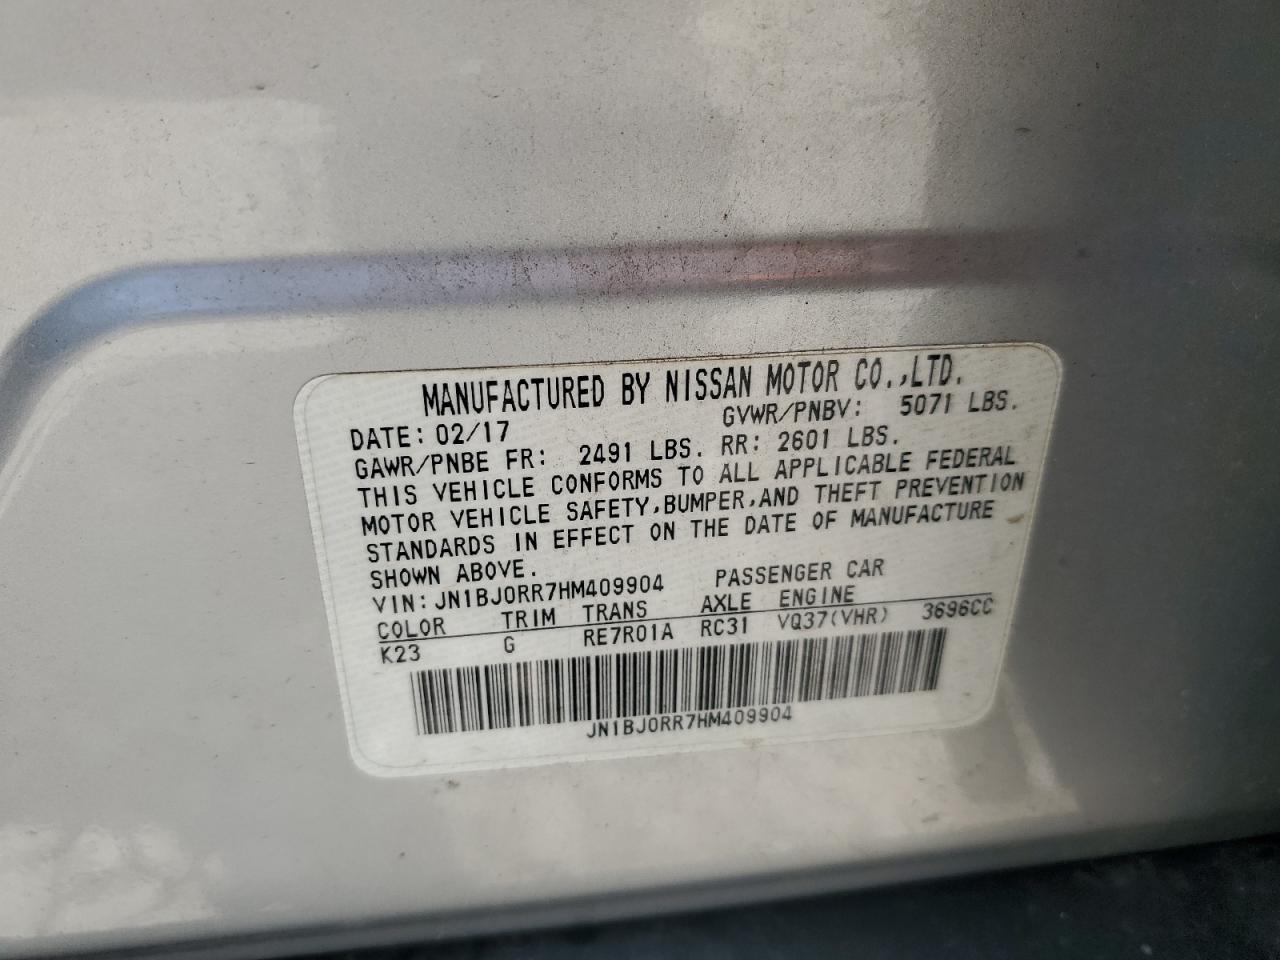 MANUFACTURED BY NISSAN MOTOR CO.,LTD.
DATE: 02/17 GVWR/PNBV: 5071 LBS.
GAWR/PNBE FR: 2491 LBS. RR: 2601 LBS.
THIS VEHICLE CONFORMS TO ALL APPLICABLE FEDERAL
MOTOR VEHICLE SAFETY,BUMPER,AND THEFT PREVENTION
STANDARDS IN EFFECT ON THE DATE OF MANUFACTURE
SHOWN ABOVE.
VIN: JN1BJ0RR7HM409904 PASSENGER CAR
COLOR TRIM TRANS AXLE ENGINE
K23 G RE7R01A RC31 VQ37(VHR) 3696CC
JN1BJ0RR7HM409904